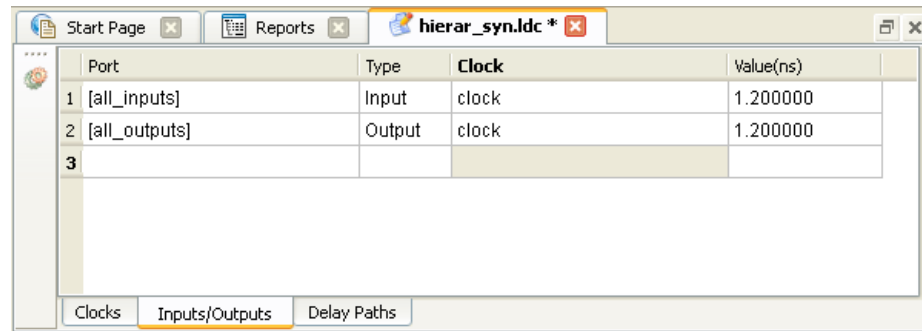 Start Page Reports hierar_syn.ldc *
Port Type Clock Value(ns)
1 [all_inputs] Input clock 1.200000
2 [all_outputs] Output clock 1.200000
3
Clocks Inputs/Outputs Delay Paths